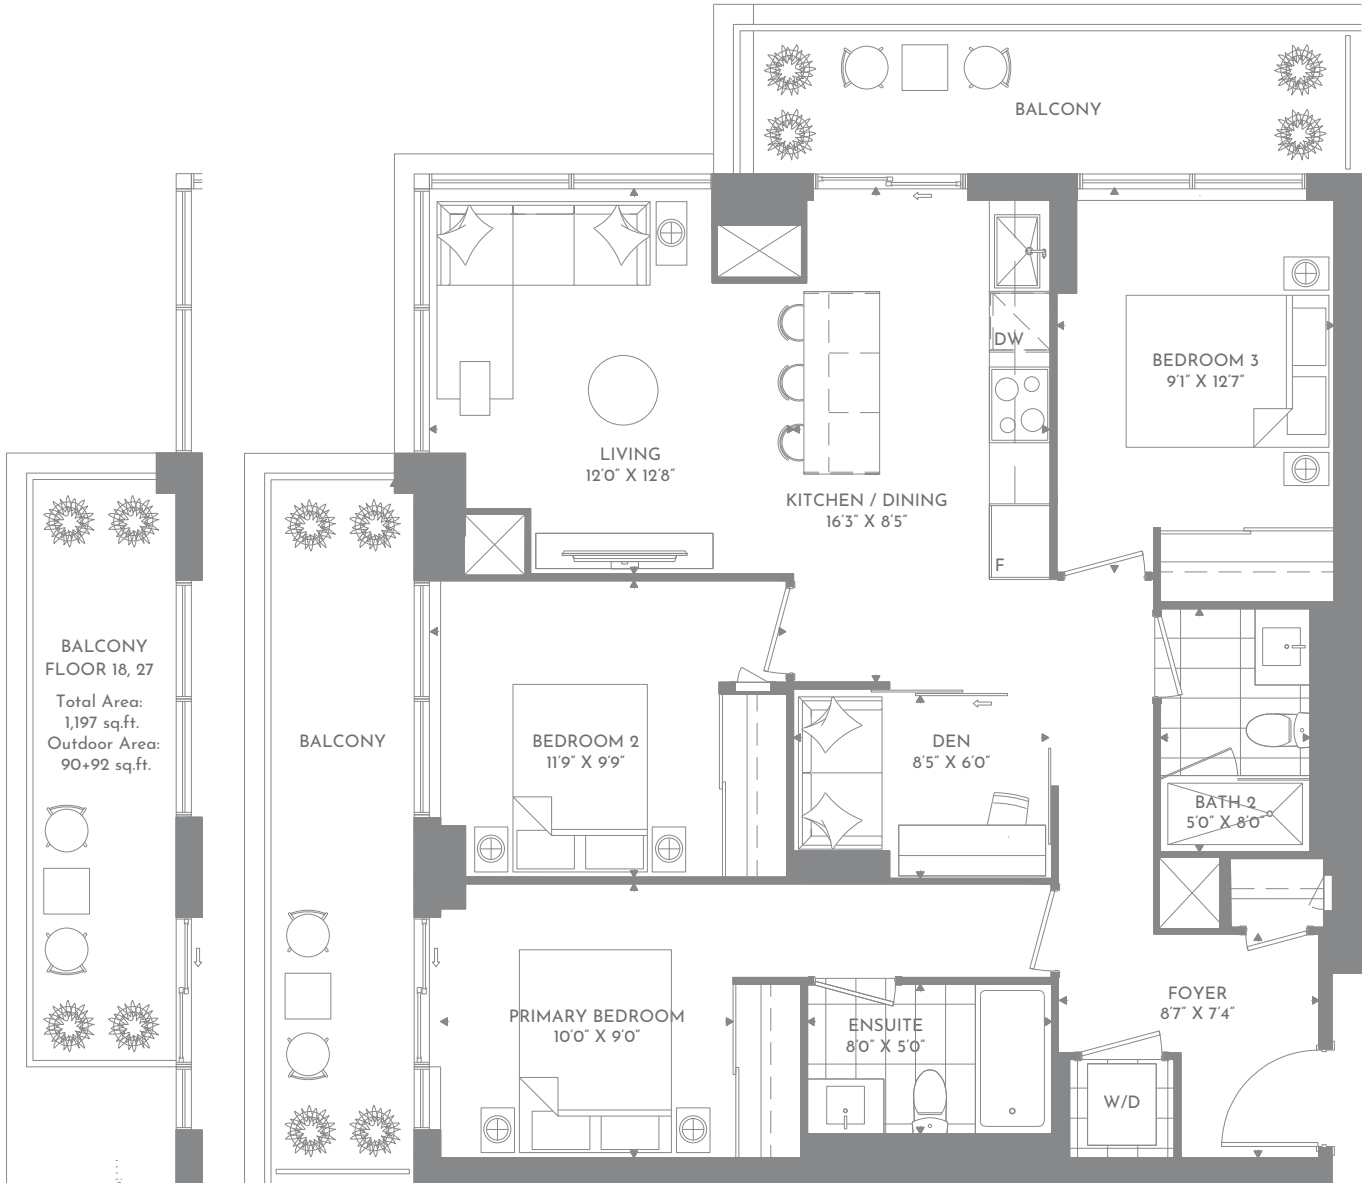 BALCONY
LIVING
12'0" X 12'8"
KITCHEN / DINING
16'3" X 8'5"
DW
F
BEDROOM 3
9'1" X 12'7"
BALCONY
FLOOR 18, 27
Total Area:
1,197 sq.ft.
Outdoor Area:
90+92 sq.ft.
BALCONY
BEDROOM 2
11'9" X 9'9"
DEN
8'5" X 6'0"
BATH 2
5'0" X 8'0"
PRIMARY BEDROOM
10'0" X 9'0"
ENSUITE
8'0" X 5'0"
FOYER
8'7" X 7'4"
W/D